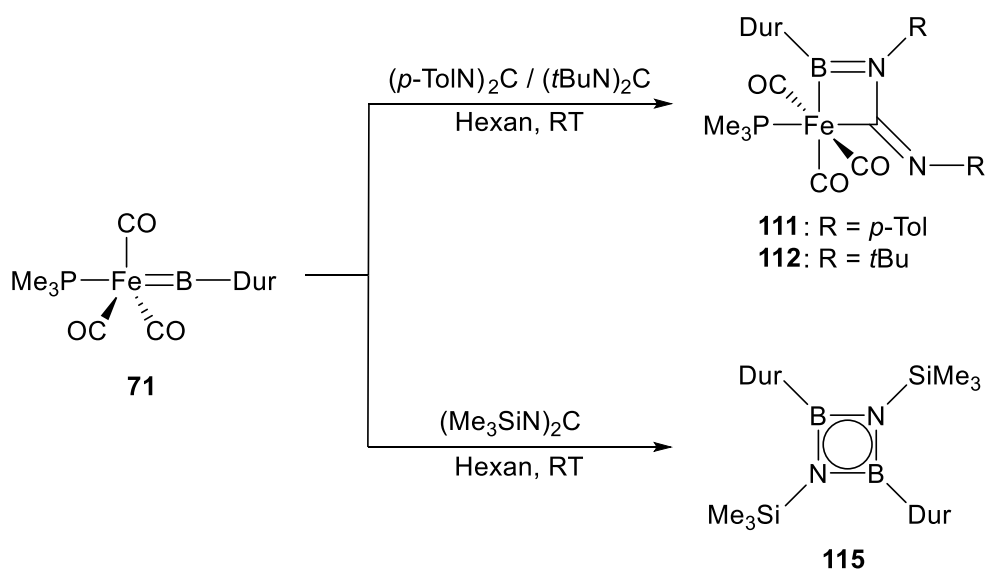 (p-TolN)₂C / (tBuN)₂C
Hexan, RT
Dur
R
B
N
OC
Me₃P
Fe
CO
CO
N
R
111: R = p-Tol
112: R = tBu
CO
Me₃P
Fe
B
Dur
OC
CO
71
(Me₃SiN)₂C
Hexan, RT
Dur
SiMe₃
B
N
N
B
Me₃Si
Dur
115